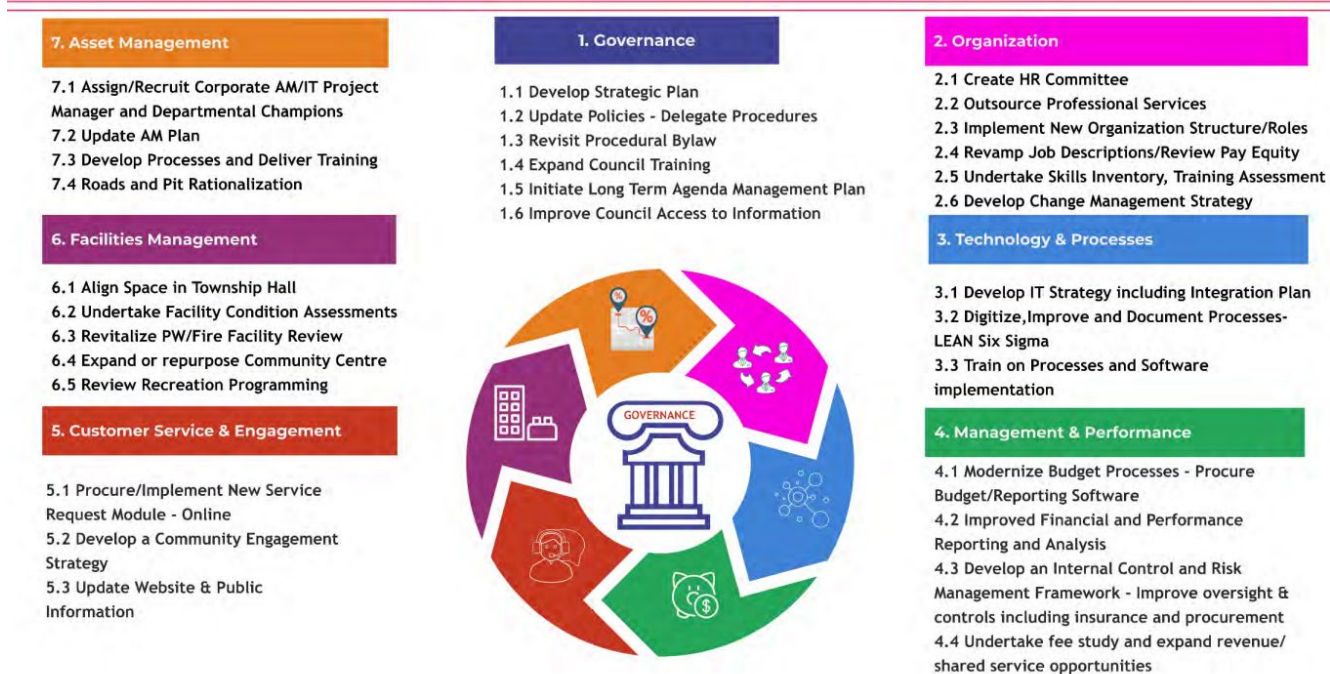 7. Asset Management
7.1 Assign/Recruit Corporate AM/IT Project
Manager and Departmental Champions
7.2 Update AM Plan
7.3 Develop Processes and Deliver Training
7.4 Roads and Pit Rationalization
6. Facilities Management
6.1 Align Space in Township Hall
6.2 Undertake Facility Condition Assessments
6.3 Revitalize PW/Fire Facility Review
6.4 Expand or repurpose Community Centre
6.5 Review Recreation Programming
5. Customer Service & Engagement
5.1 Procure/Implement New Service
Request Module - Online
5.2 Develop a Community Engagement
Strategy
5.3 Update Website & Public
Information
1. Governance
1.1 Develop Strategic Plan
1.2 Update Policies - Delegate Procedures
1.3 Revisit Procedural Bylaw
1.4 Expand Council Training
1.5 Initiate Long Term Agenda Management Plan
1.6 Improve Council Access to Information
%
%
GOVERNANCE
$
2. Organization
2.1 Create HR Committee
2.2 Outsource Professional Services
2.3 Implement New Organization Structure/Roles
2.4 Revamp Job Descriptions/Review Pay Equity
2.5 Undertake Skills Inventory, Training Assessment
2.6 Develop Change Management Strategy
3. Technology & Processes
3.1 Develop IT Strategy including Integration Plan
3.2 Digitize,Improve and Document Processes-
LEAN Six Sigma
3.3 Train on Processes and Software
implementation
4. Management & Performance
4.1 Modernize Budget Processes - Procure
Budget/Reporting Software
4.2 Improved Financial and Performance
Reporting and Analysis
4.3 Develop an Internal Control and Risk
Management Framework - Improve oversight &
controls including insurance and procurement
4.4 Undertake fee study and expand revenue/
shared service opportunities